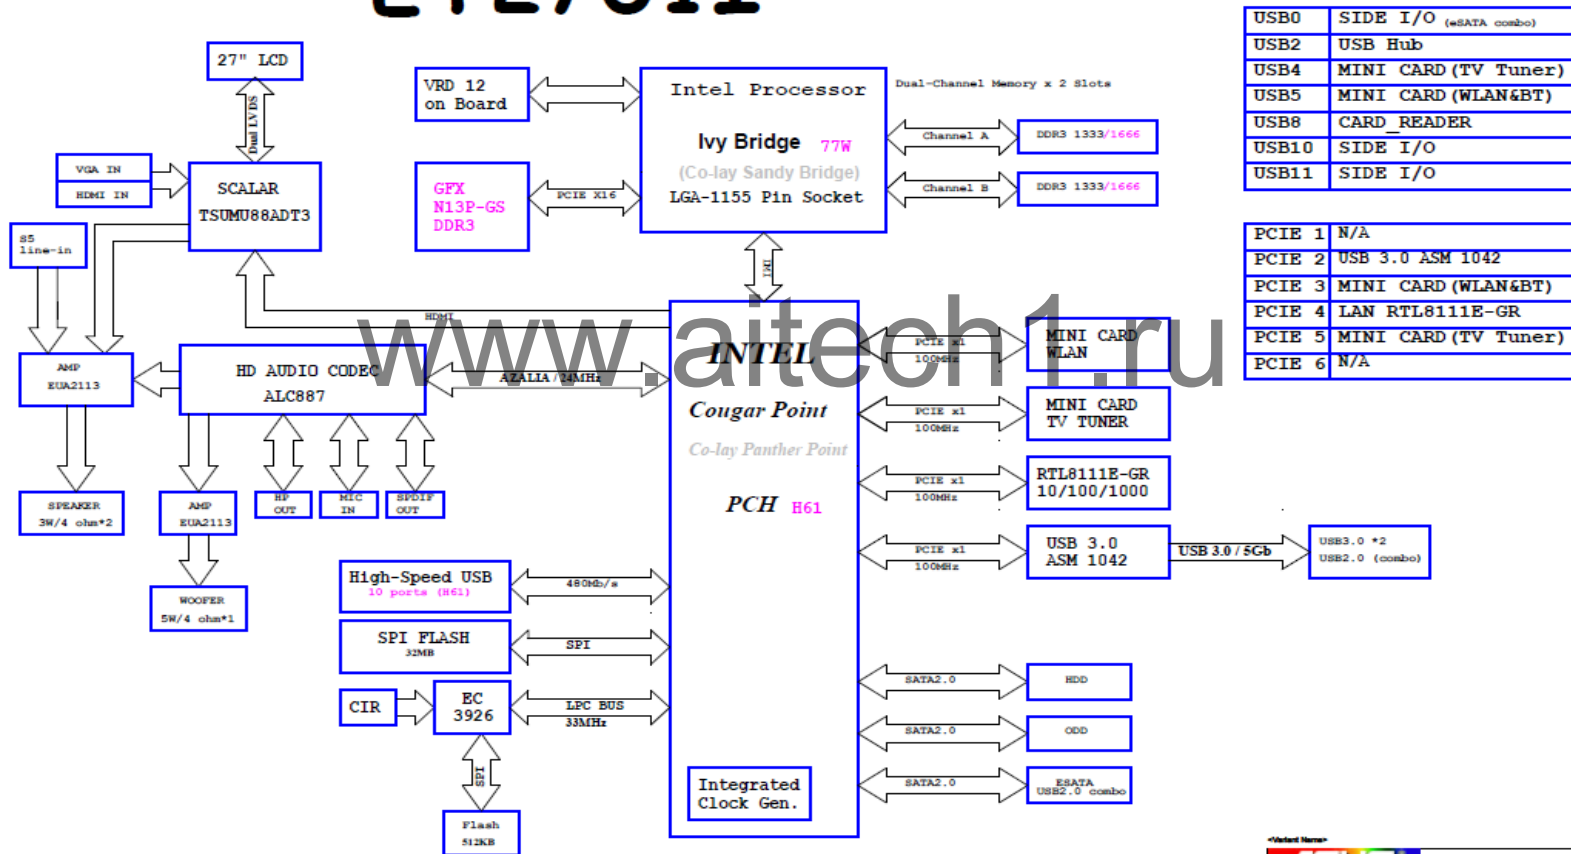 27" LCD
Dual LVDS
VGA IN
HDMI IN
SCALAR
TSUMU88ADT3
S5
line-in
AMP
EUA2113
HD AUDIO CODEC
ALC887
SPEAKER
3W/4 ohm*2
AMP
EUA2113
HP
OUT
MIC
IN
SPDIF
OUT
WOOFER
5W/4 ohm*1
VRD 12
on Board
GFX
N13P-GS
DDR3
PCIE X16
Intel Processor
Ivy Bridge 77W
(Co-lay Sandy Bridge)
LGA-1155 Pin Socket
Dual-Channel Memory x 2 Slots
Channel A
DDR3 1333/1666
Channel B
DDR3 1333/1666
HDMI
AZALIA / 24MHz
www.aitech1.ru
INTEL
Cougar Point
Co-lay Panther Point
PCH H61
Integrated
Clock Gen.
PCIE x1
100MHz
MINI CARD
WLAN
PCIE x1
100MHz
MINI CARD
TV TUNER
PCIE x1
100MHz
RTL8111E-GR
10/100/1000
PCIE x1
100MHz
USB 3.0
ASM 1042
USB 3.0 / 5Gb
USB3.0 *2
USB2.0 (combo)
High-Speed USB
10 ports (H61)
480Mb/s
SPI FLASH
32MB
SPI
CIR
EC
3926
LPC BUS
33MHz
SPI
Flash
512KB
SATA2.0
HDD
SATA2.0
ODD
SATA2.0
ESATA
USB2.0 combo
USB0 SIDE I/O (eSATA combo)
USB2 USB Hub
USB4 MINI CARD(TV Tuner)
USB5 MINI CARD(WLAN&BT)
USB8 CARD_READER
USB10 SIDE I/O
USB11 SIDE I/O
PCIE 1 N/A
PCIE 2 USB 3.0 ASM 1042
PCIE 3 MINI CARD(WLAN&BT)
PCIE 4 LAN RTL8111E-GR
PCIE 5 MINI CARD(TV Tuner)
PCIE 6 N/A
<Variant Name>